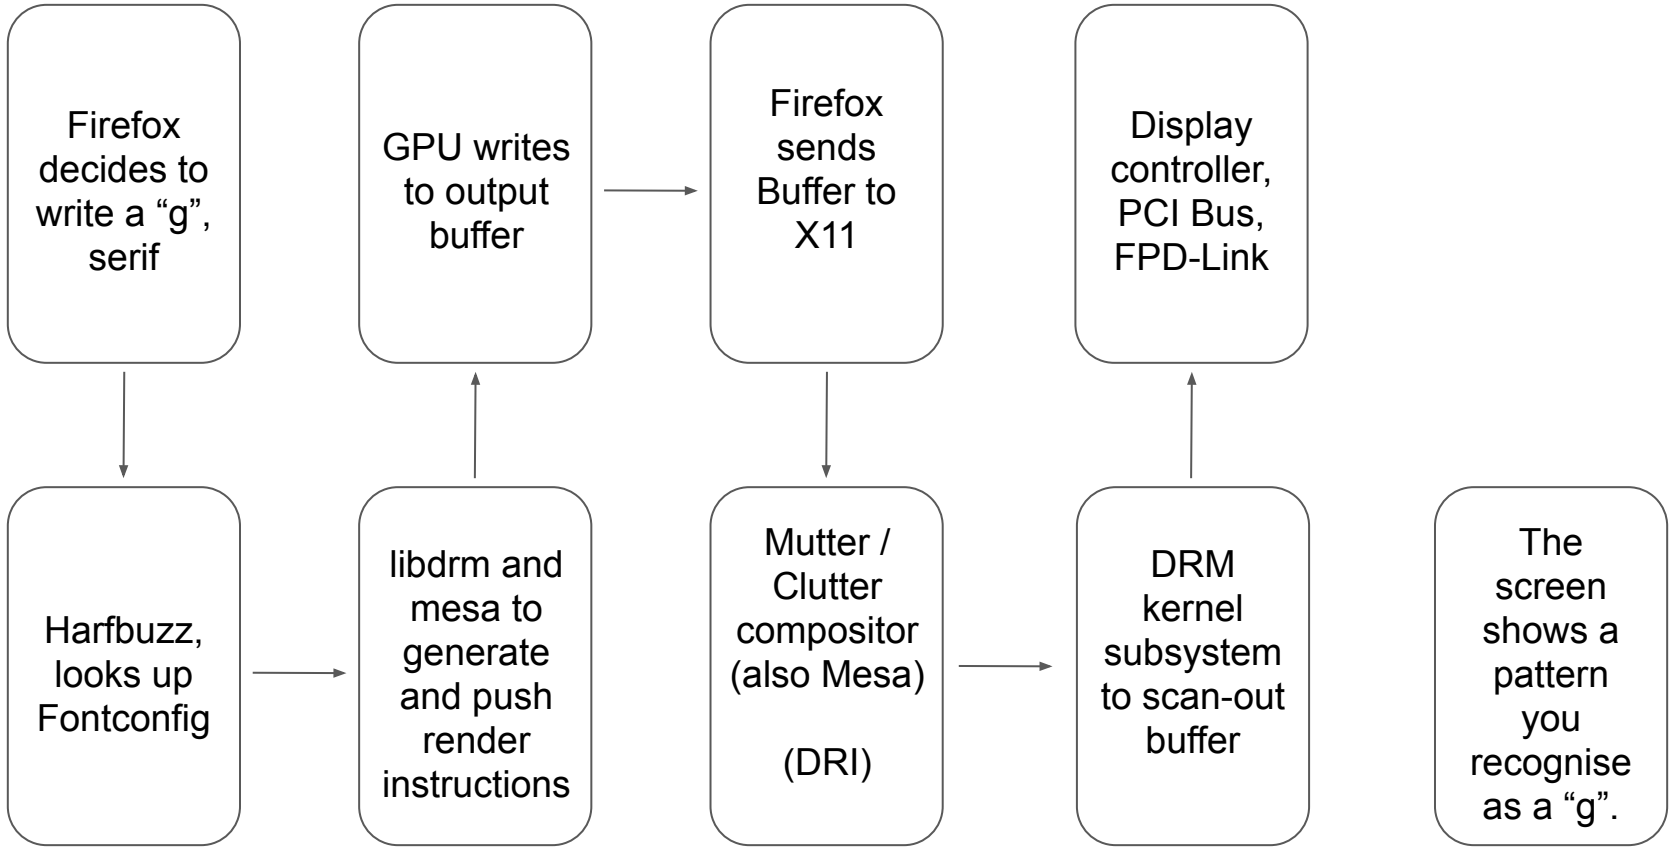 Firefox
decides to
write a “g”,
serif
Harfbuzz,
looks up
Fontconfig
libdrm and
mesa to
generate
and push
render
instructions
GPU writes
to output
buffer
Firefox
sends
Buffer to
X11
Mutter /
Clutter
compositor
(also Mesa)
(DRI)
DRM
kernel
subsystem
to scan-out
buffer
Display
controller,
PCI Bus,
FPD-Link
The
screen
shows a
pattern
you
recognise
as a “g”.